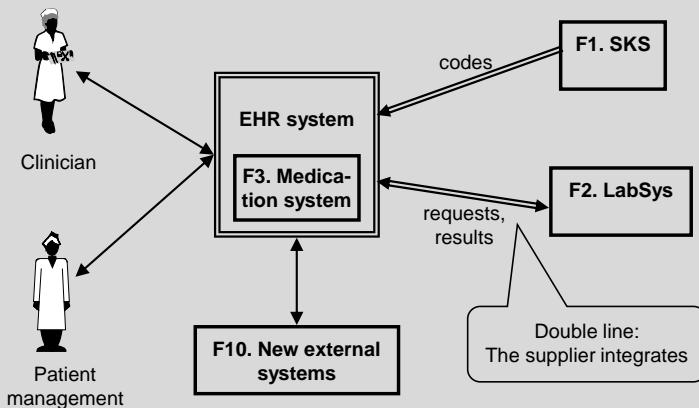 F1. SKS
codes
EHR system
Clinician
F3. Medica-
tion system
F2. LabSys
requests,
results
F10. New external
systems
Double line:
The supplier integrates
Patient
management